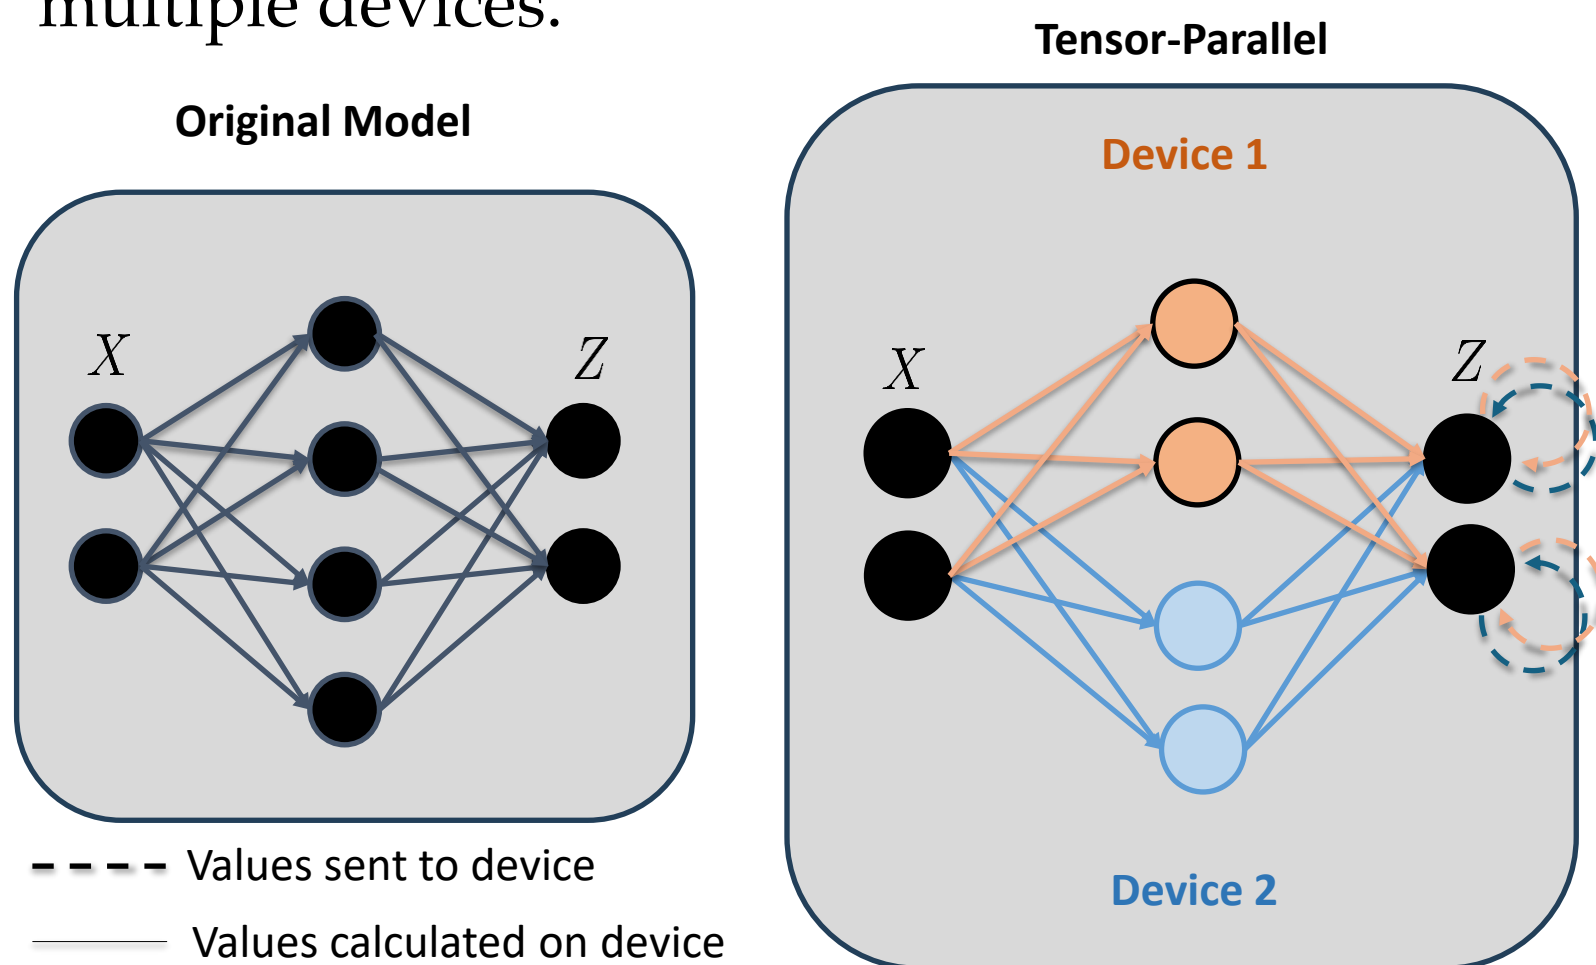 multiple devices.
Original Model
X
Z
Values sent to device
Values calculated on device
Tensor-Parallel
Device 1
X
Z
Device 2